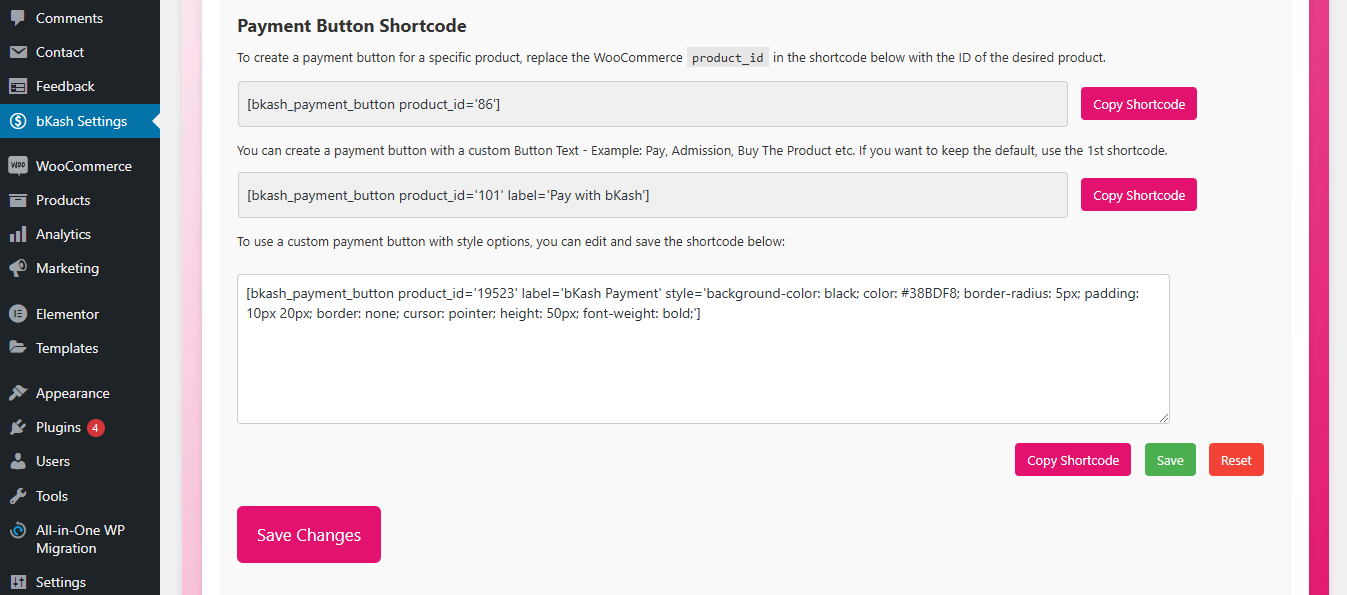 Comments
Contact
Feedback
bKash Settings
WooCommerce
Products
Analytics
Marketing
Elementor
Templates
Appearance
Plugins 4
Users
Tools
All-in-One WP
Migration
Settings
Payment Button Shortcode
To create a payment button for a specific product, replace the WooCommerce product_id in the shortcode below with the ID of the desired product.
[bkash_payment_button product_id='86']
Copy Shortcode
You can create a payment button with a custom Button Text - Example: Pay, Admission, Buy The Product etc. If you want to keep the default, use the 1st shortcode.
[bkash_payment_button product_id='101' label='Pay with bKash']
Copy Shortcode
To use a custom payment button with style options, you can edit and save the shortcode below:
[bkash_payment_button product_id='19523' label='bKash Payment' style='background-color: black; color: #38BDF8; border-radius: 5px; padding:
10px 20px; border: none; cursor: pointer; height: 50px; font-weight: bold;']
Copy Shortcode Save Reset
Save Changes